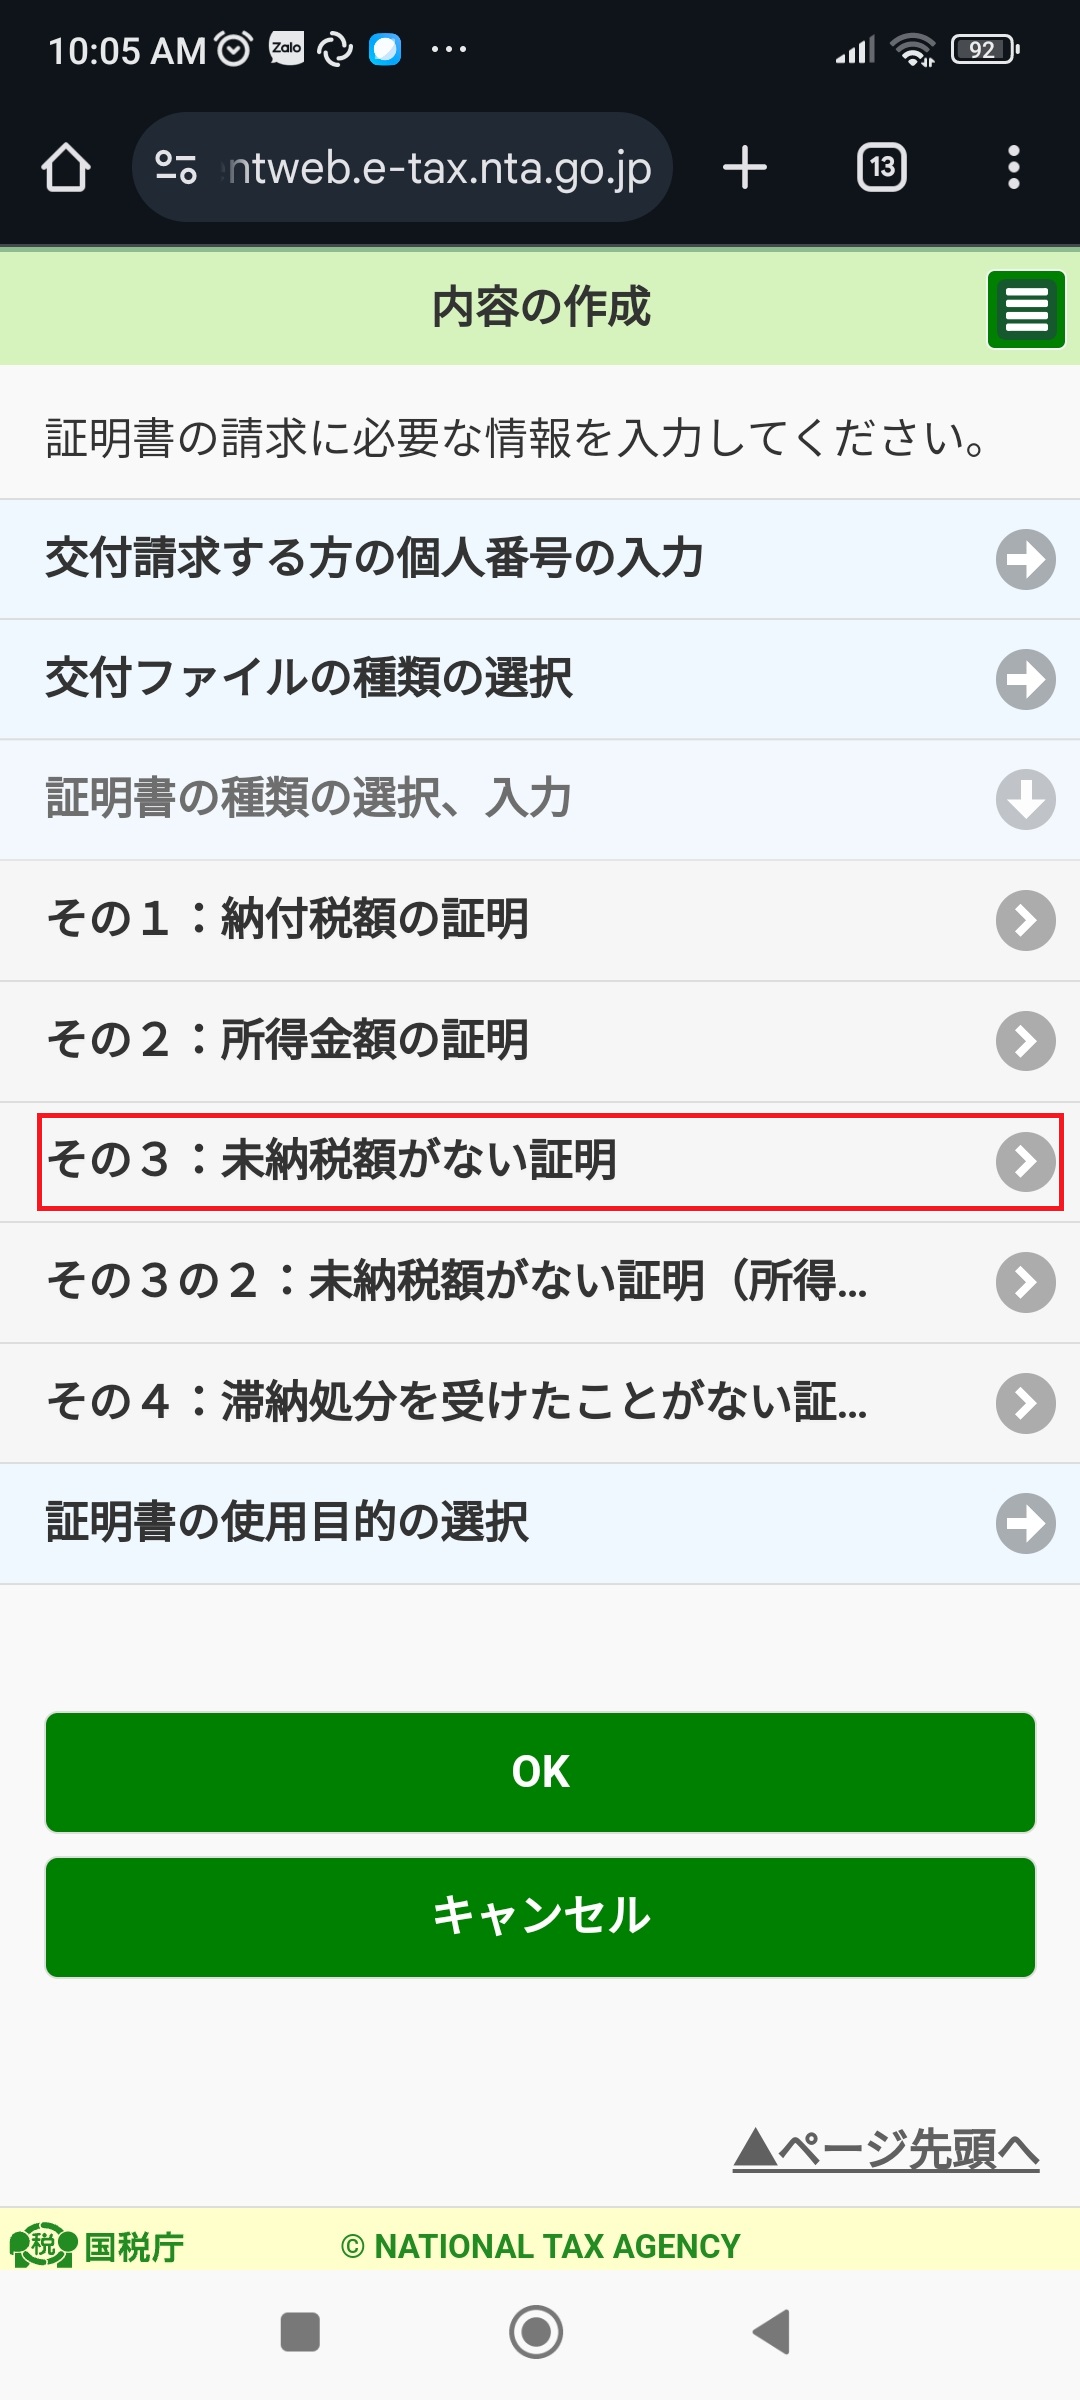 10:05 AM Zalo ... 92
ntweb.e-tax.nta.go.jp 13
内容の作成
証明書の請求に必要な情報を入力してください。
交付請求する方の個人番号の入力
交付ファイルの種類の選択
証明書の種類の選択、入力
その１：納付税額の証明
その２：所得金額の証明
その３：未納税額がない証明
その３の２：未納税額がない証明（所得...
その４：滞納処分を受けたことがない証...
証明書の使用目的の選択
OK
キャンセル
▲ページ先頭へ
税 国税庁 © NATIONAL TAX AGENCY